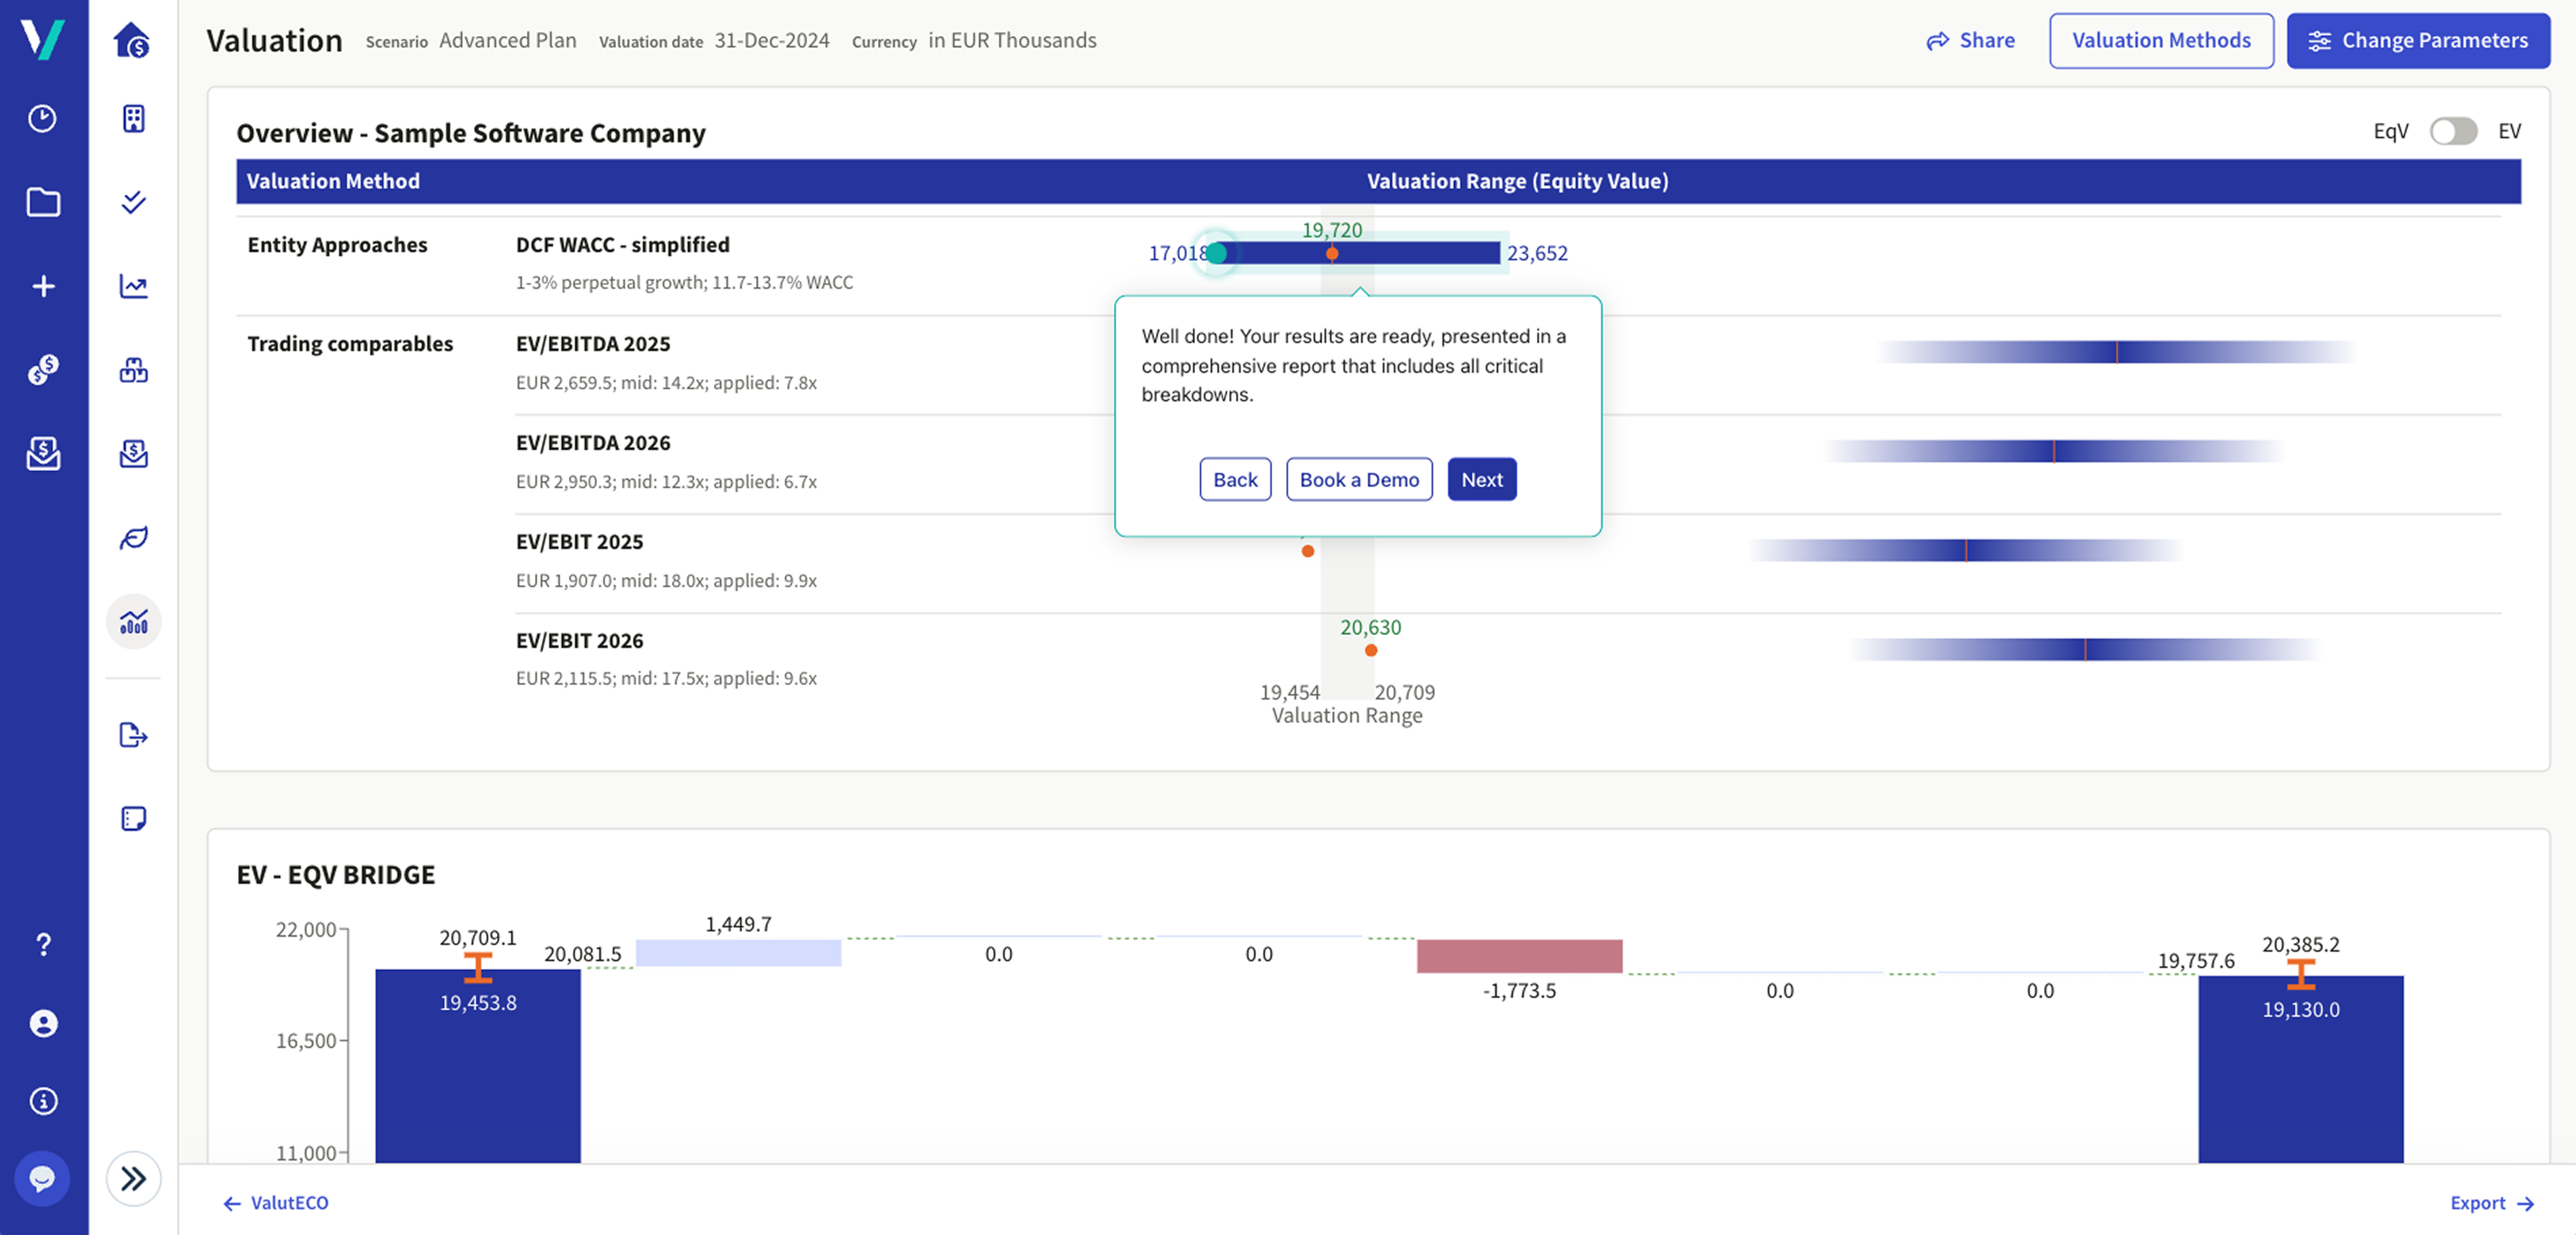 Valuation Scenario Advanced Plan Valuation date 31-Dec-2024 Currency in EUR Thousands Share Valuation Methods Change Parameters
Overview - Sample Software Company EqV EV
Valuation Method Valuation Range (Equity Value)
Entity Approaches DCF WACC - simplified 19,720
17,018 23,652
1-3% perpetual growth; 11.7-13.7% WACC
Trading comparables EV/EBITDA 2025
EUR 2,659.5; mid: 14.2x; applied: 7.8x
EV/EBITDA 2026
EUR 2,950.3; mid: 12.3x; applied: 6.7x
EV/EBIT 2025
EUR 1,907.0; mid: 18.0x; applied: 9.9x
EV/EBIT 2026
EUR 2,115.5; mid: 17.5x; applied: 9.6x
Well done! Your results are ready, presented in a
comprehensive report that includes all critical
breakdowns.
Back Book a Demo Next
20,630
19,454 20,709
Valuation Range
EV - EQV BRIDGE
22,000
16,500
11,000
20,709.1
19,453.8
20,081.5
1,449.7
0.0
0.0
-1,773.5
0.0
0.0
19,757.6
20,385.2
19,130.0
ValutECO Export